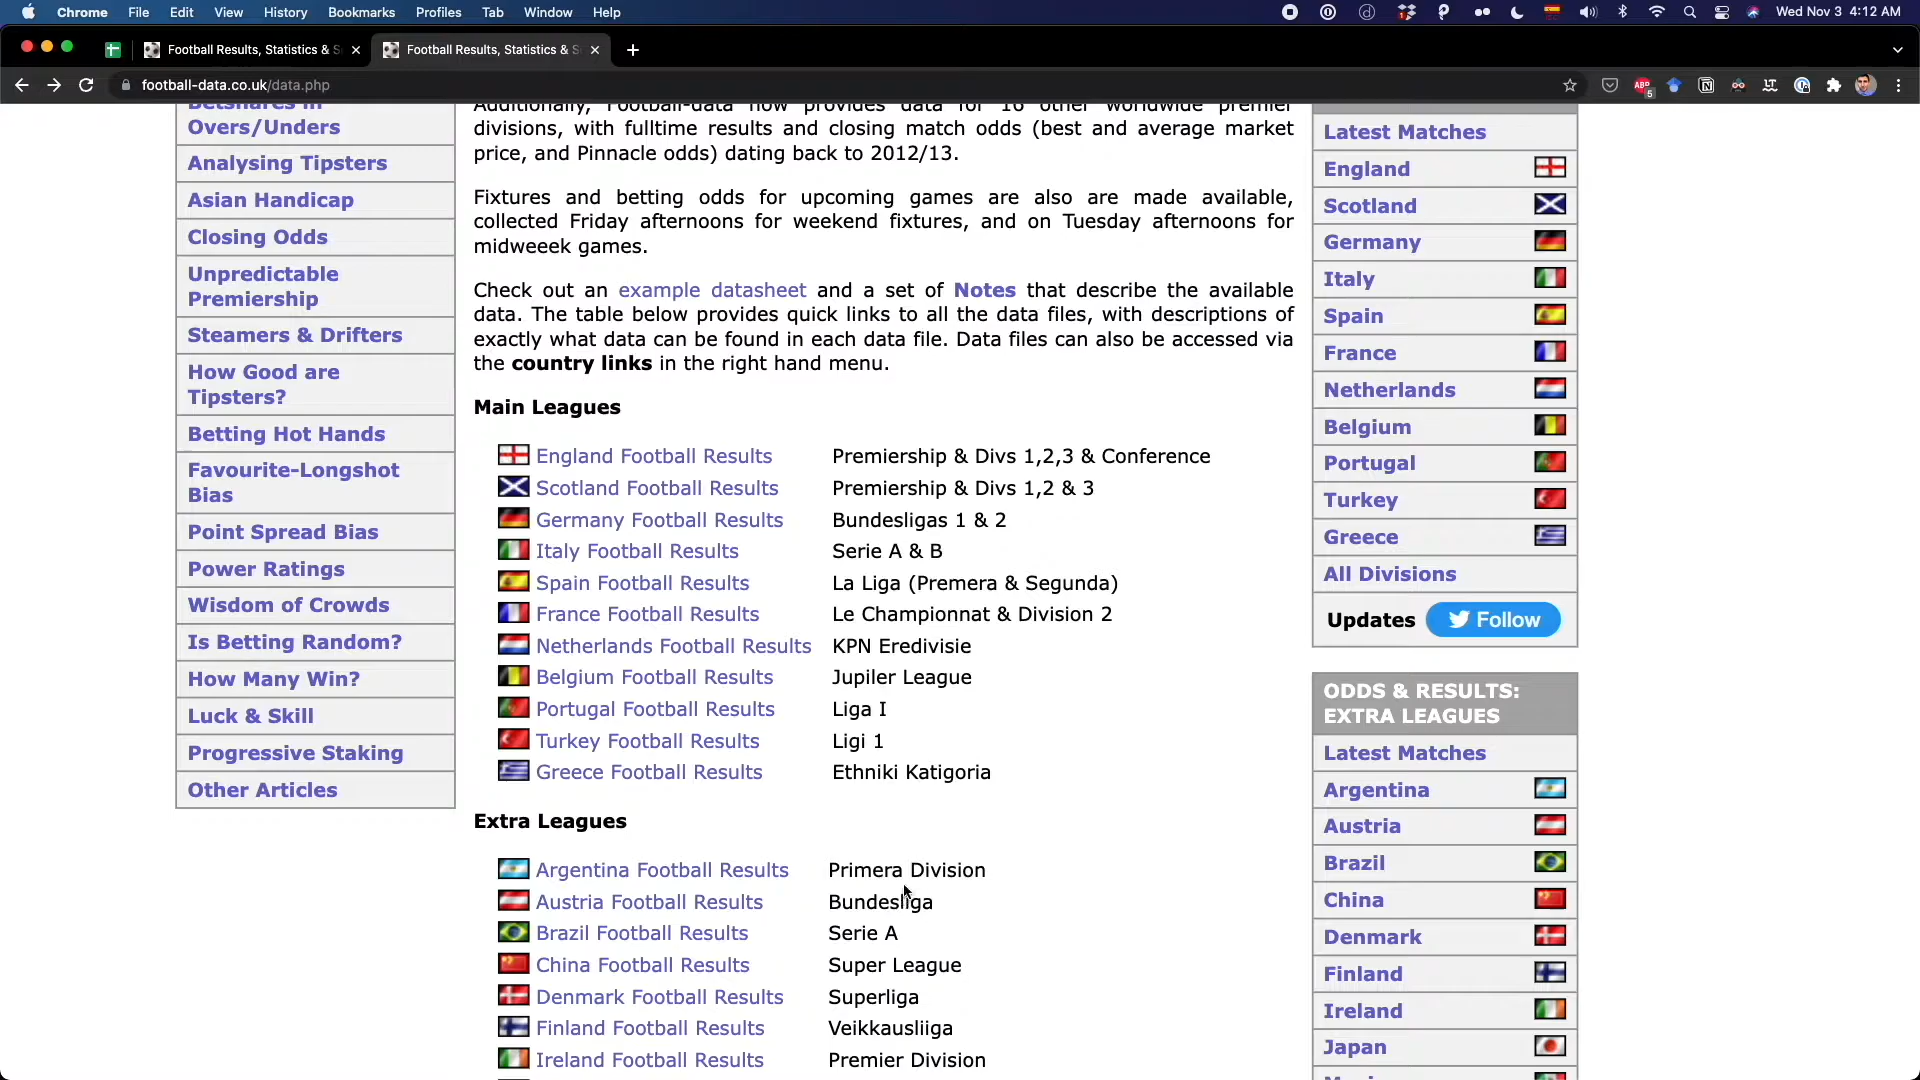 Chrome File Edit View History Bookmarks Profiles Tab Window Help Wed Nov 3 4:12 AM
Football Results, Statistics & S Football Results, Statistics & S
football-data.co.uk/data.php
Betshares in
Overs/Unders
Analysing Tipsters
Asian Handicap
Closing Odds
Unpredictable
Premiership
Steamers & Drifters
How Good are
Tipsters?
Betting Hot Hands
Favourite-Longshot
Bias
Point Spread Bias
Power Ratings
Wisdom of Crowds
Is Betting Random?
How Many Win?
Luck & Skill
Progressive Staking
Other Articles
Additionally, Football-data now provides data for 16 other worldwide premier
divisions, with fulltime results and closing match odds (best and average market
price, and Pinnacle odds) dating back to 2012/13.
Fixtures and betting odds for upcoming games are also are made available,
collected Friday afternoons for weekend fixtures, and on Tuesday afternoons for
midweeek games.
Check out an example datasheet and a set of Notes that describe the available
data. The table below provides quick links to all the data files, with descriptions of
exactly what data can be found in each data file. Data files can also be accessed via
the country links in the right hand menu.
Main Leagues
England Football Results Premiership & Divs 1,2,3 & Conference
Scotland Football Results Premiership & Divs 1,2 & 3
Germany Football Results Bundesligas 1 & 2
Italy Football Results Serie A & B
Spain Football Results La Liga (Premera & Segunda)
France Football Results Le Championnat & Division 2
Netherlands Football Results KPN Eredivisie
Belgium Football Results Jupiler League
Portugal Football Results Liga I
Turkey Football Results Ligi 1
Greece Football Results Ethniki Katigoria
Extra Leagues
Argentina Football Results Primera Division
Austria Football Results Bundesliga
Brazil Football Results Serie A
China Football Results Super League
Denmark Football Results Superliga
Finland Football Results Veikkausliiga
Ireland Football Results Premier Division
Latest Matches
England
Scotland
Germany
Italy
Spain
France
Netherlands
Belgium
Portugal
Turkey
Greece
All Divisions
Updates Follow
ODDS & RESULTS:
EXTRA LEAGUES
Latest Matches
Argentina
Austria
Brazil
China
Denmark
Finland
Ireland
Japan